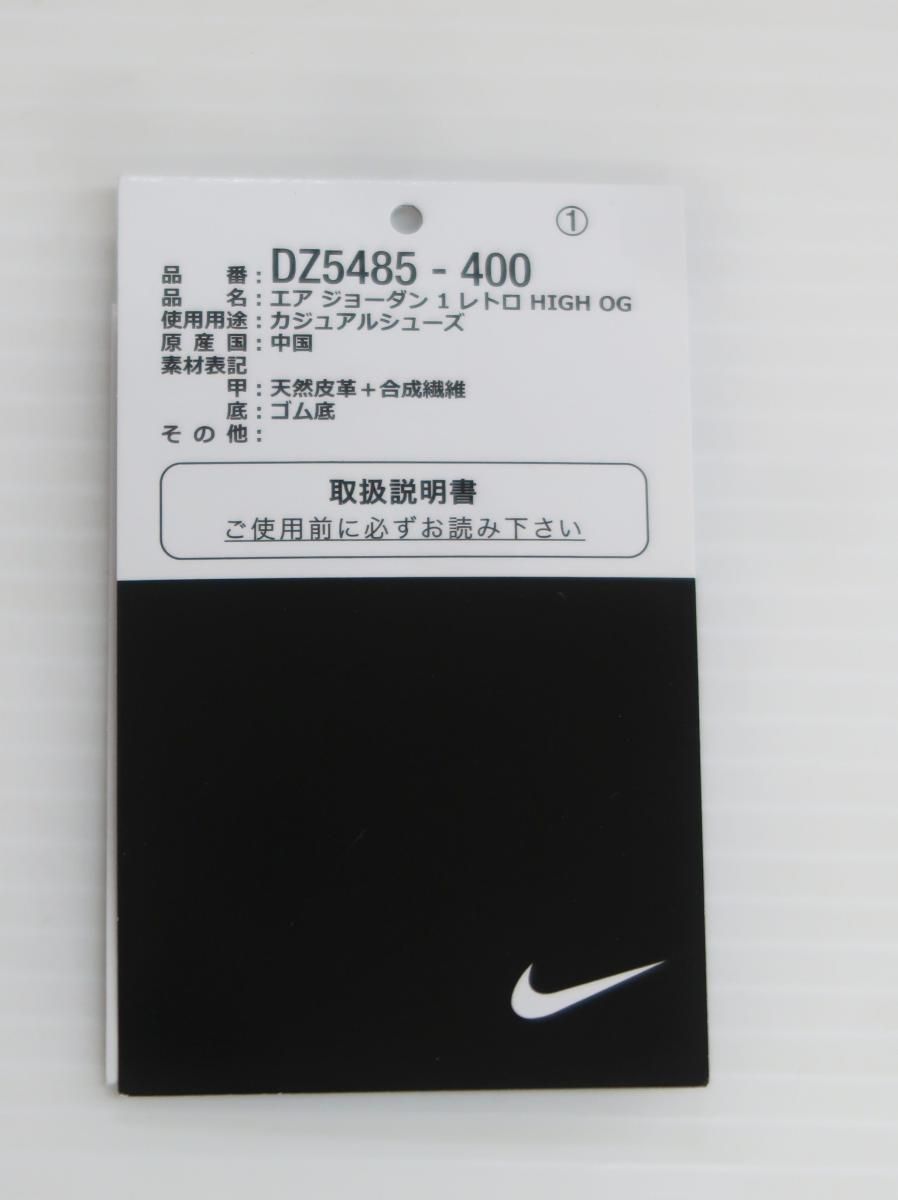 ①
品 番：DZ5485 - 400
品 名：エア ジョーダン 1 レトロ HIGH OG
使用用途：カジュアルシューズ
原 産 国：中国
素材表記
甲：天然皮革＋合成繊維
底：ゴム底
そ の 他：
取扱説明書
ご使用前に必ずお読み下さい